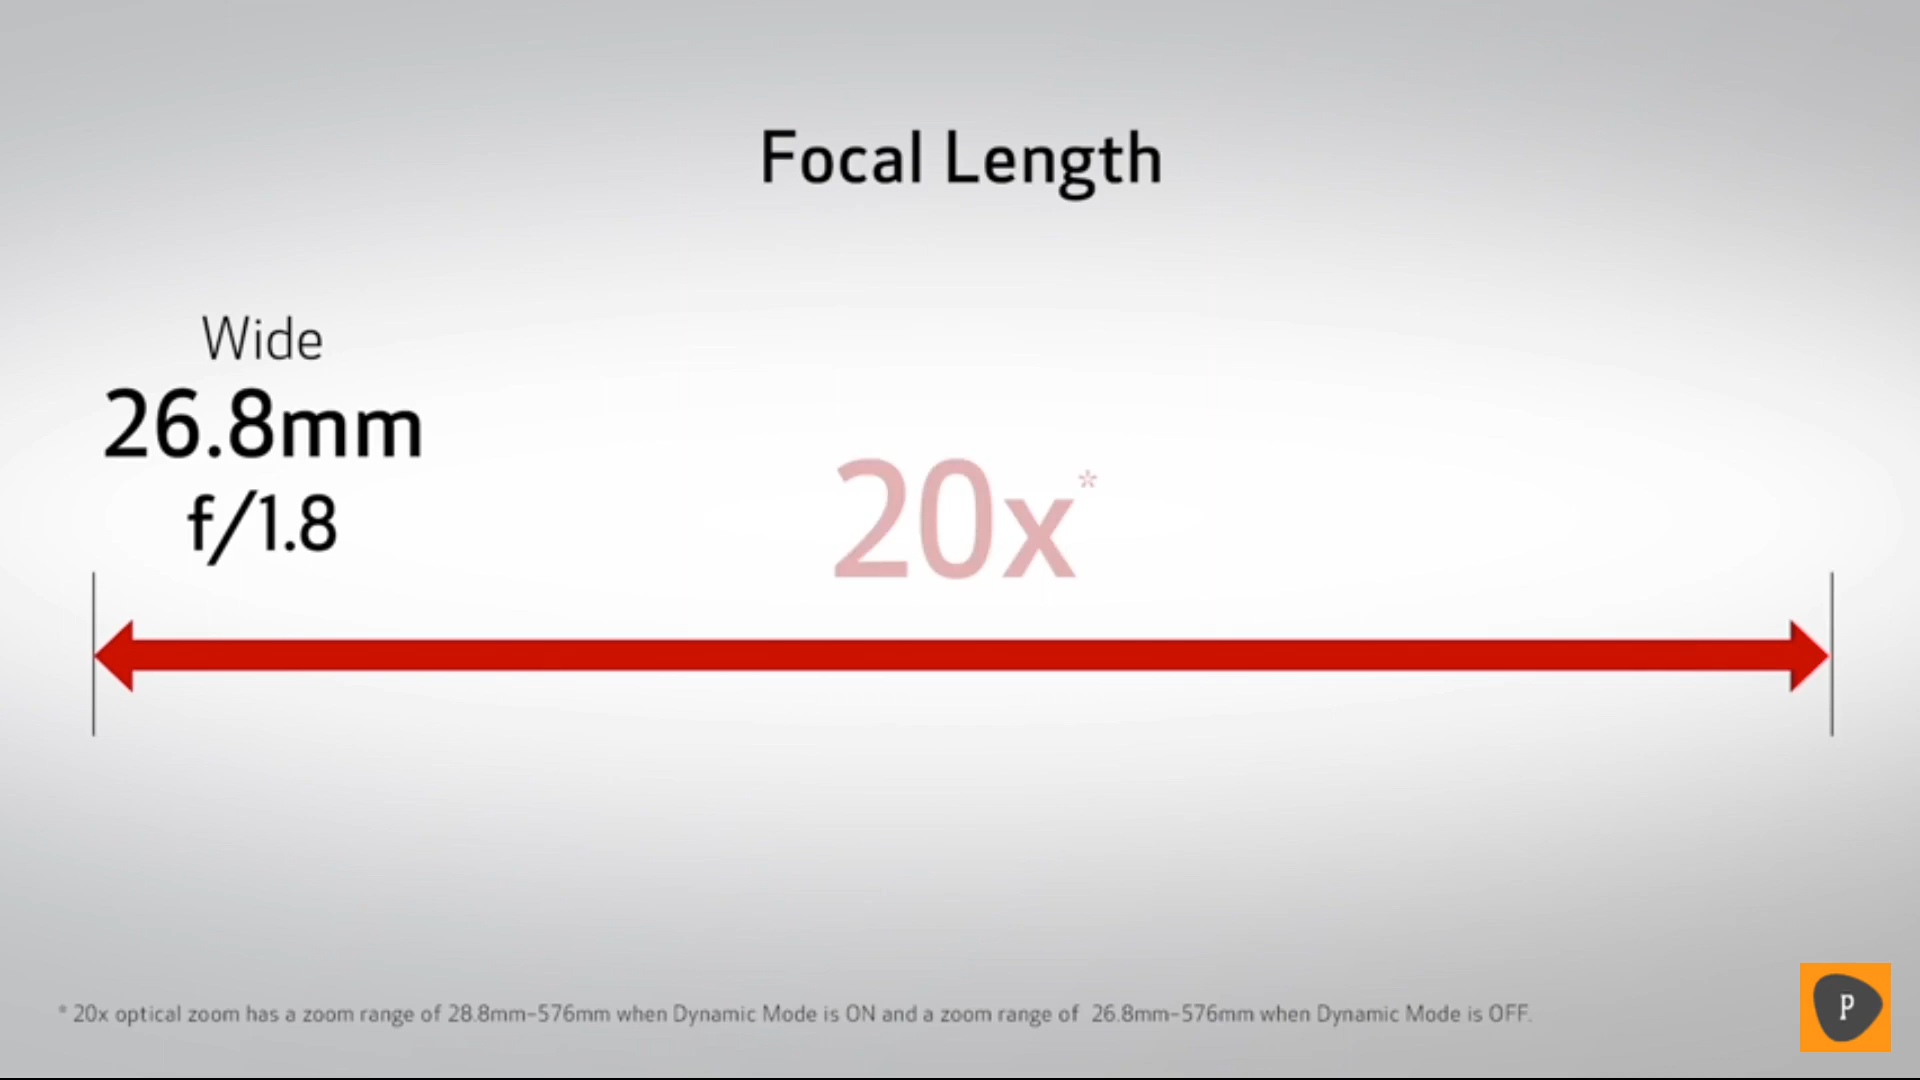 Focal Length
Wide
26.8mm
f/1.8
20x*
* 20x optical zoom has a zoom range of 28.8mm–576mm when Dynamic Mode is ON and a zoom range of 26.8mm–576mm when Dynamic Mode is OFF.
P